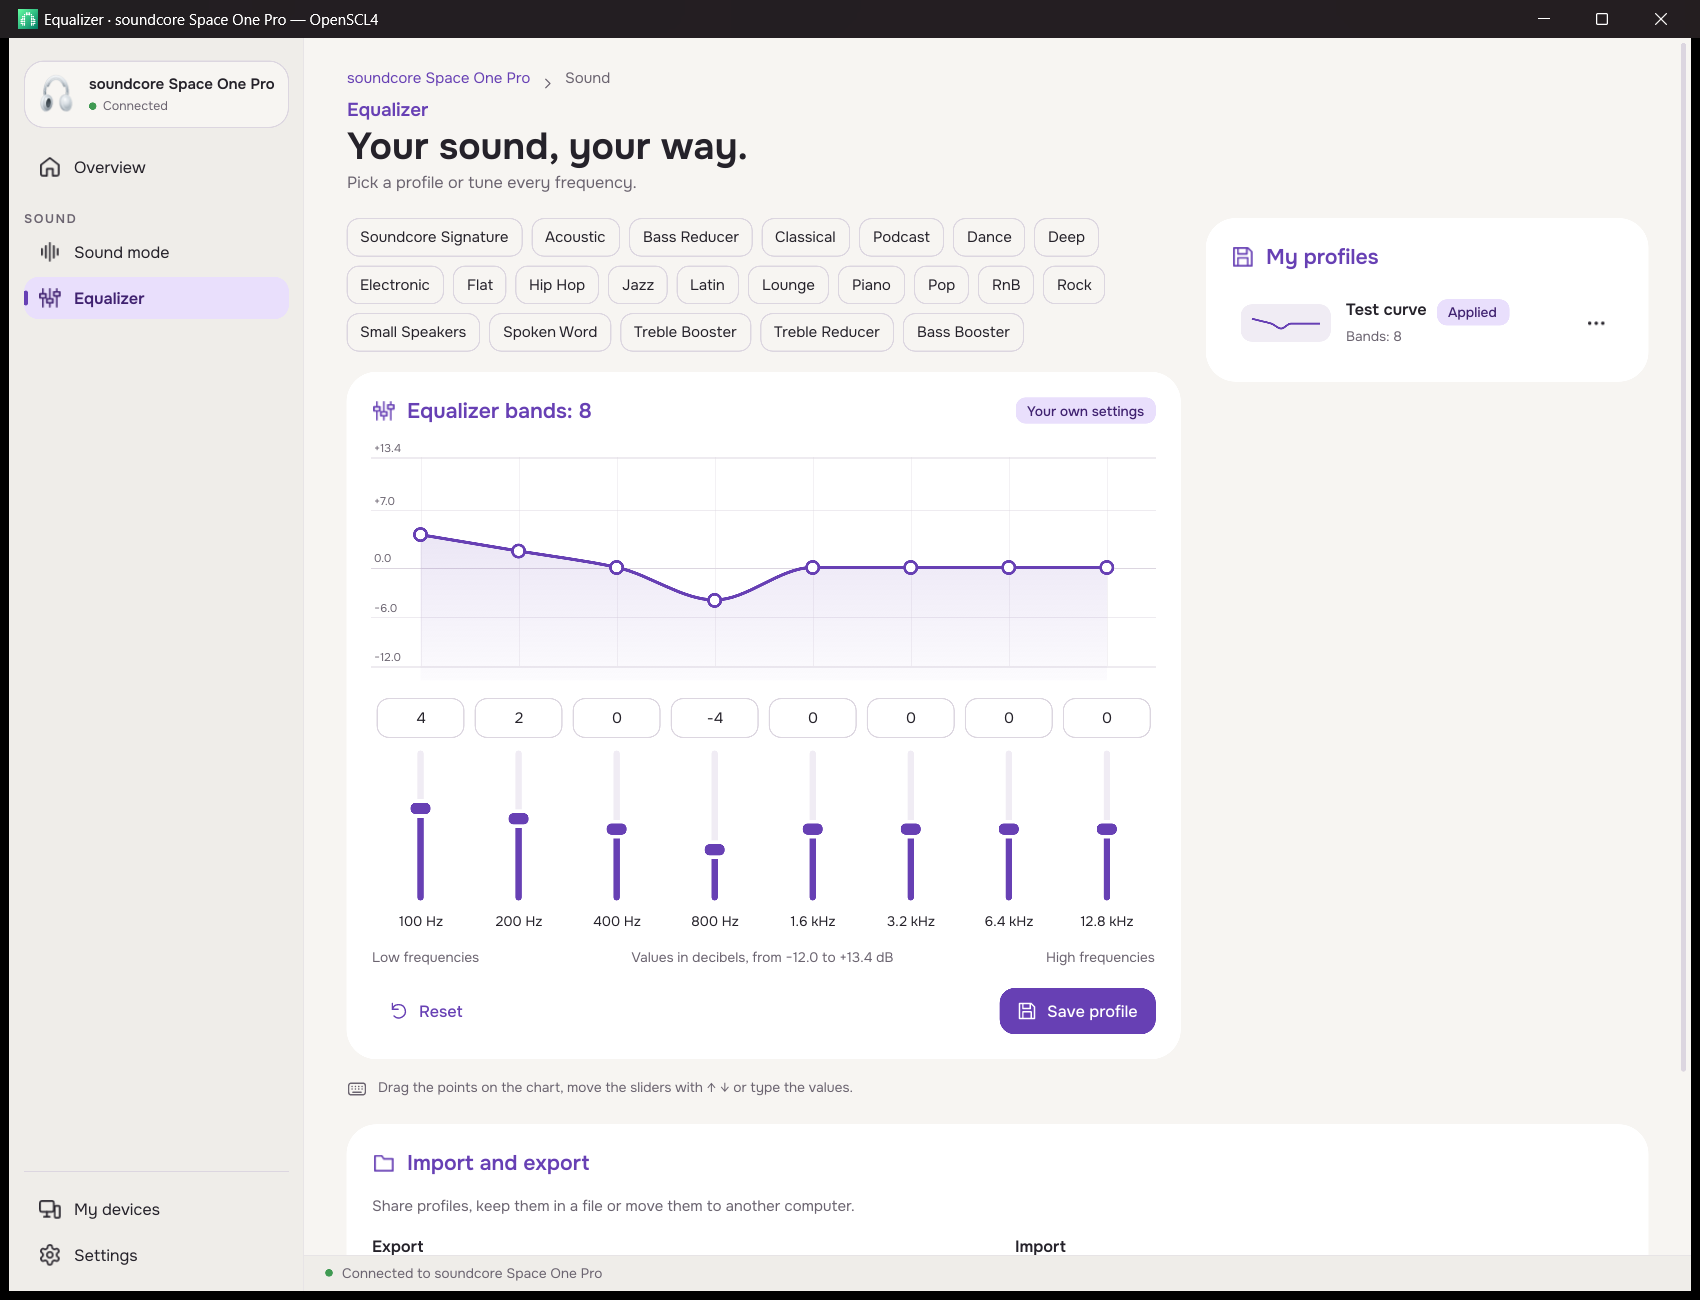 Equalizer · soundcore Space One Pro — OpenSCL4
soundcore Space One Pro
Connected
Overview
SOUND
Sound mode
Equalizer
My devices
Settings
soundcore Space One Pro > Sound
Equalizer
Your sound, your way.
Pick a profile or tune every frequency.
Soundcore Signature Acoustic Bass Reducer Classical Podcast Dance Deep
Electronic Flat Hip Hop Jazz Latin Lounge Piano Pop RnB Rock
Small Speakers Spoken Word Treble Booster Treble Reducer Bass Booster
Equalizer bands: 8 Your own settings
+13.4
+7.0
0.0
−6.0
−12.0
4 2 0 -4 0 0 0 0
100 Hz 200 Hz 400 Hz 800 Hz 1.6 kHz 3.2 kHz 6.4 kHz 12.8 kHz
Low frequencies Values in decibels, from −12.0 to +13.4 dB High frequencies
Reset Save profile
Drag the points on the chart, move the sliders with ↑ ↓ or type the values.
My profiles
Test curve Applied
Bands: 8
Import and export
Share profiles, keep them in a file or move them to another computer.
Export Import
Connected to soundcore Space One Pro